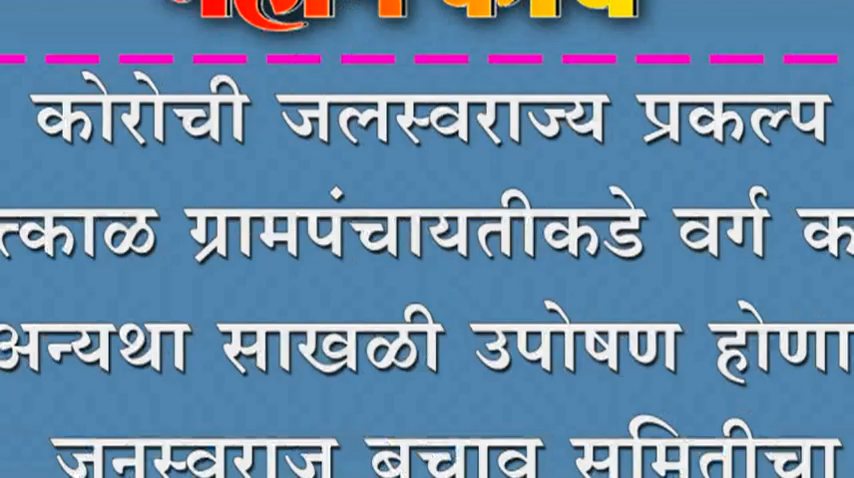 कोरोची जलस्वराज्य प्रकल्प
ग्रामपंचायतीकडे वर्ग
अन्यथा साखळी उपोषण
जनस्वराज बचाव समितीचा